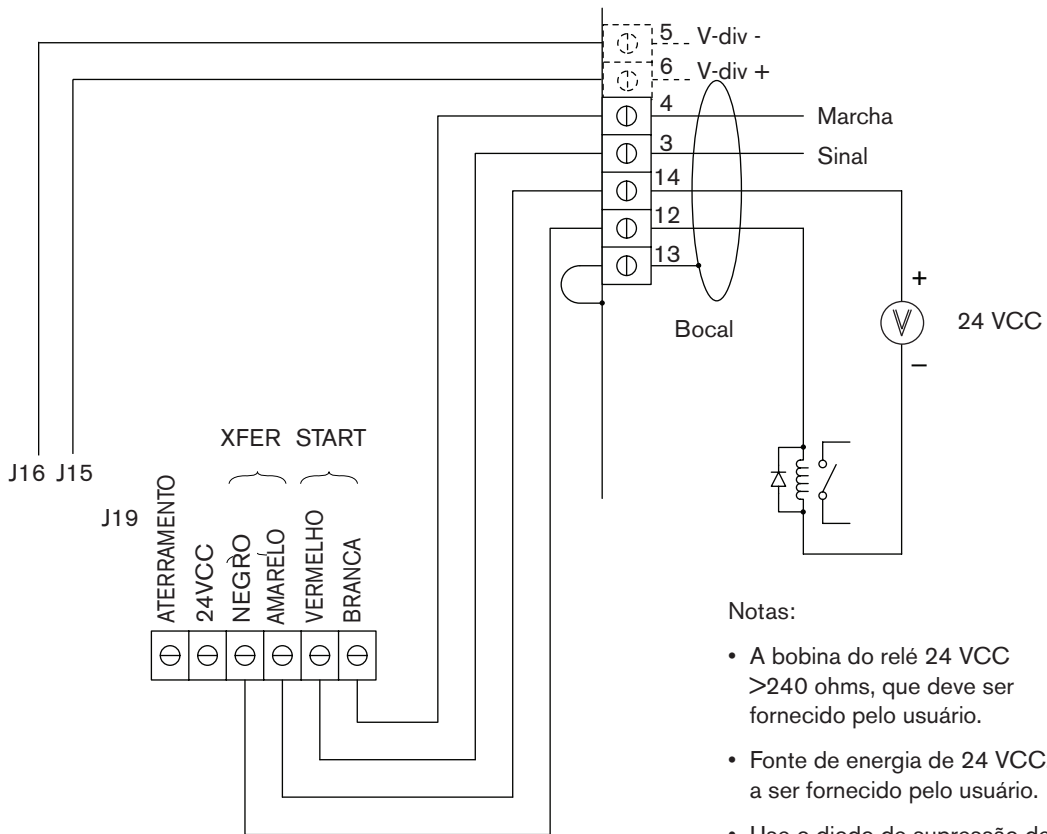 5 V-div -
6 V-div +
4 Marcha
3 Sinal
14
12
13
Bocal
+
24 VCC
−
XFER START
J16 J15
J19
ATERRAMENTO
24VCC
NEGRO
AMARELO
VERMELHO
BRANCA
Notas:
• A bobina do relé 24 VCC
>240 ohms, que deve ser
fornecido pelo usuário.
• Fonte de energia de 24 VCC
a ser fornecido pelo usuário.